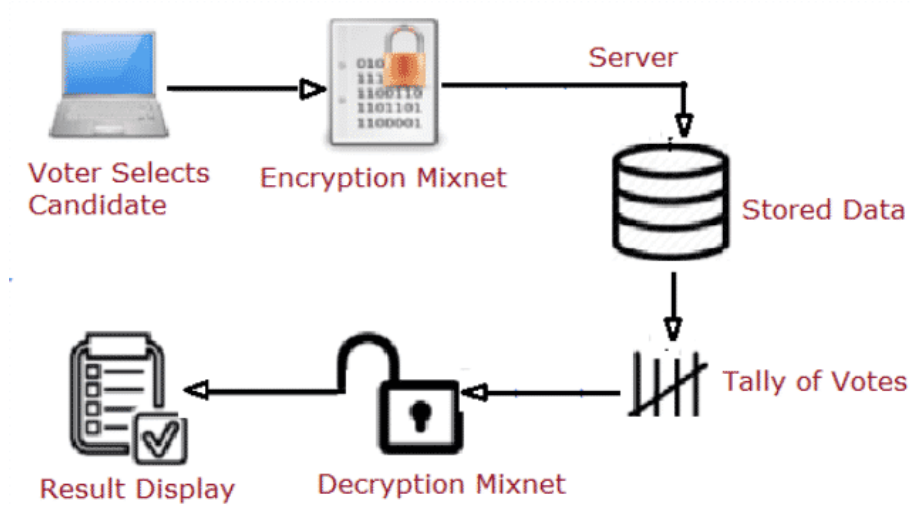 Server
010
111
1100110
1101101
1100001
Voter Selects
Candidate
Encryption Mixnet
Stored Data
Tally of Votes
Result Display
Decryption Mixnet